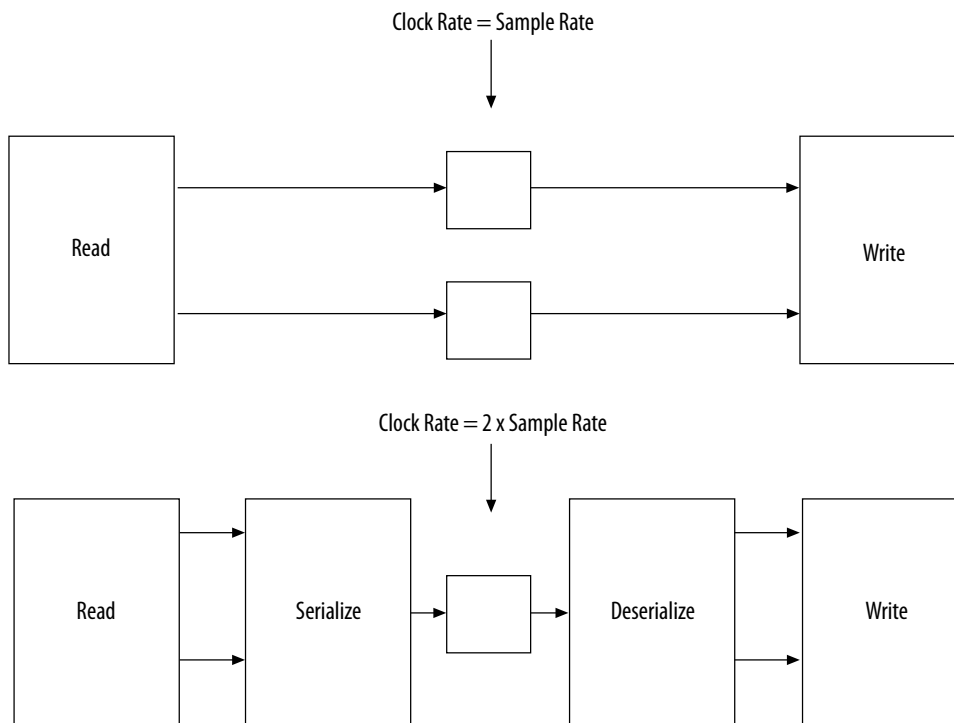 Clock Rate = Sample Rate
Read
Write
Clock Rate = 2 x Sample Rate
Read
Serialize
Deserialize
Write